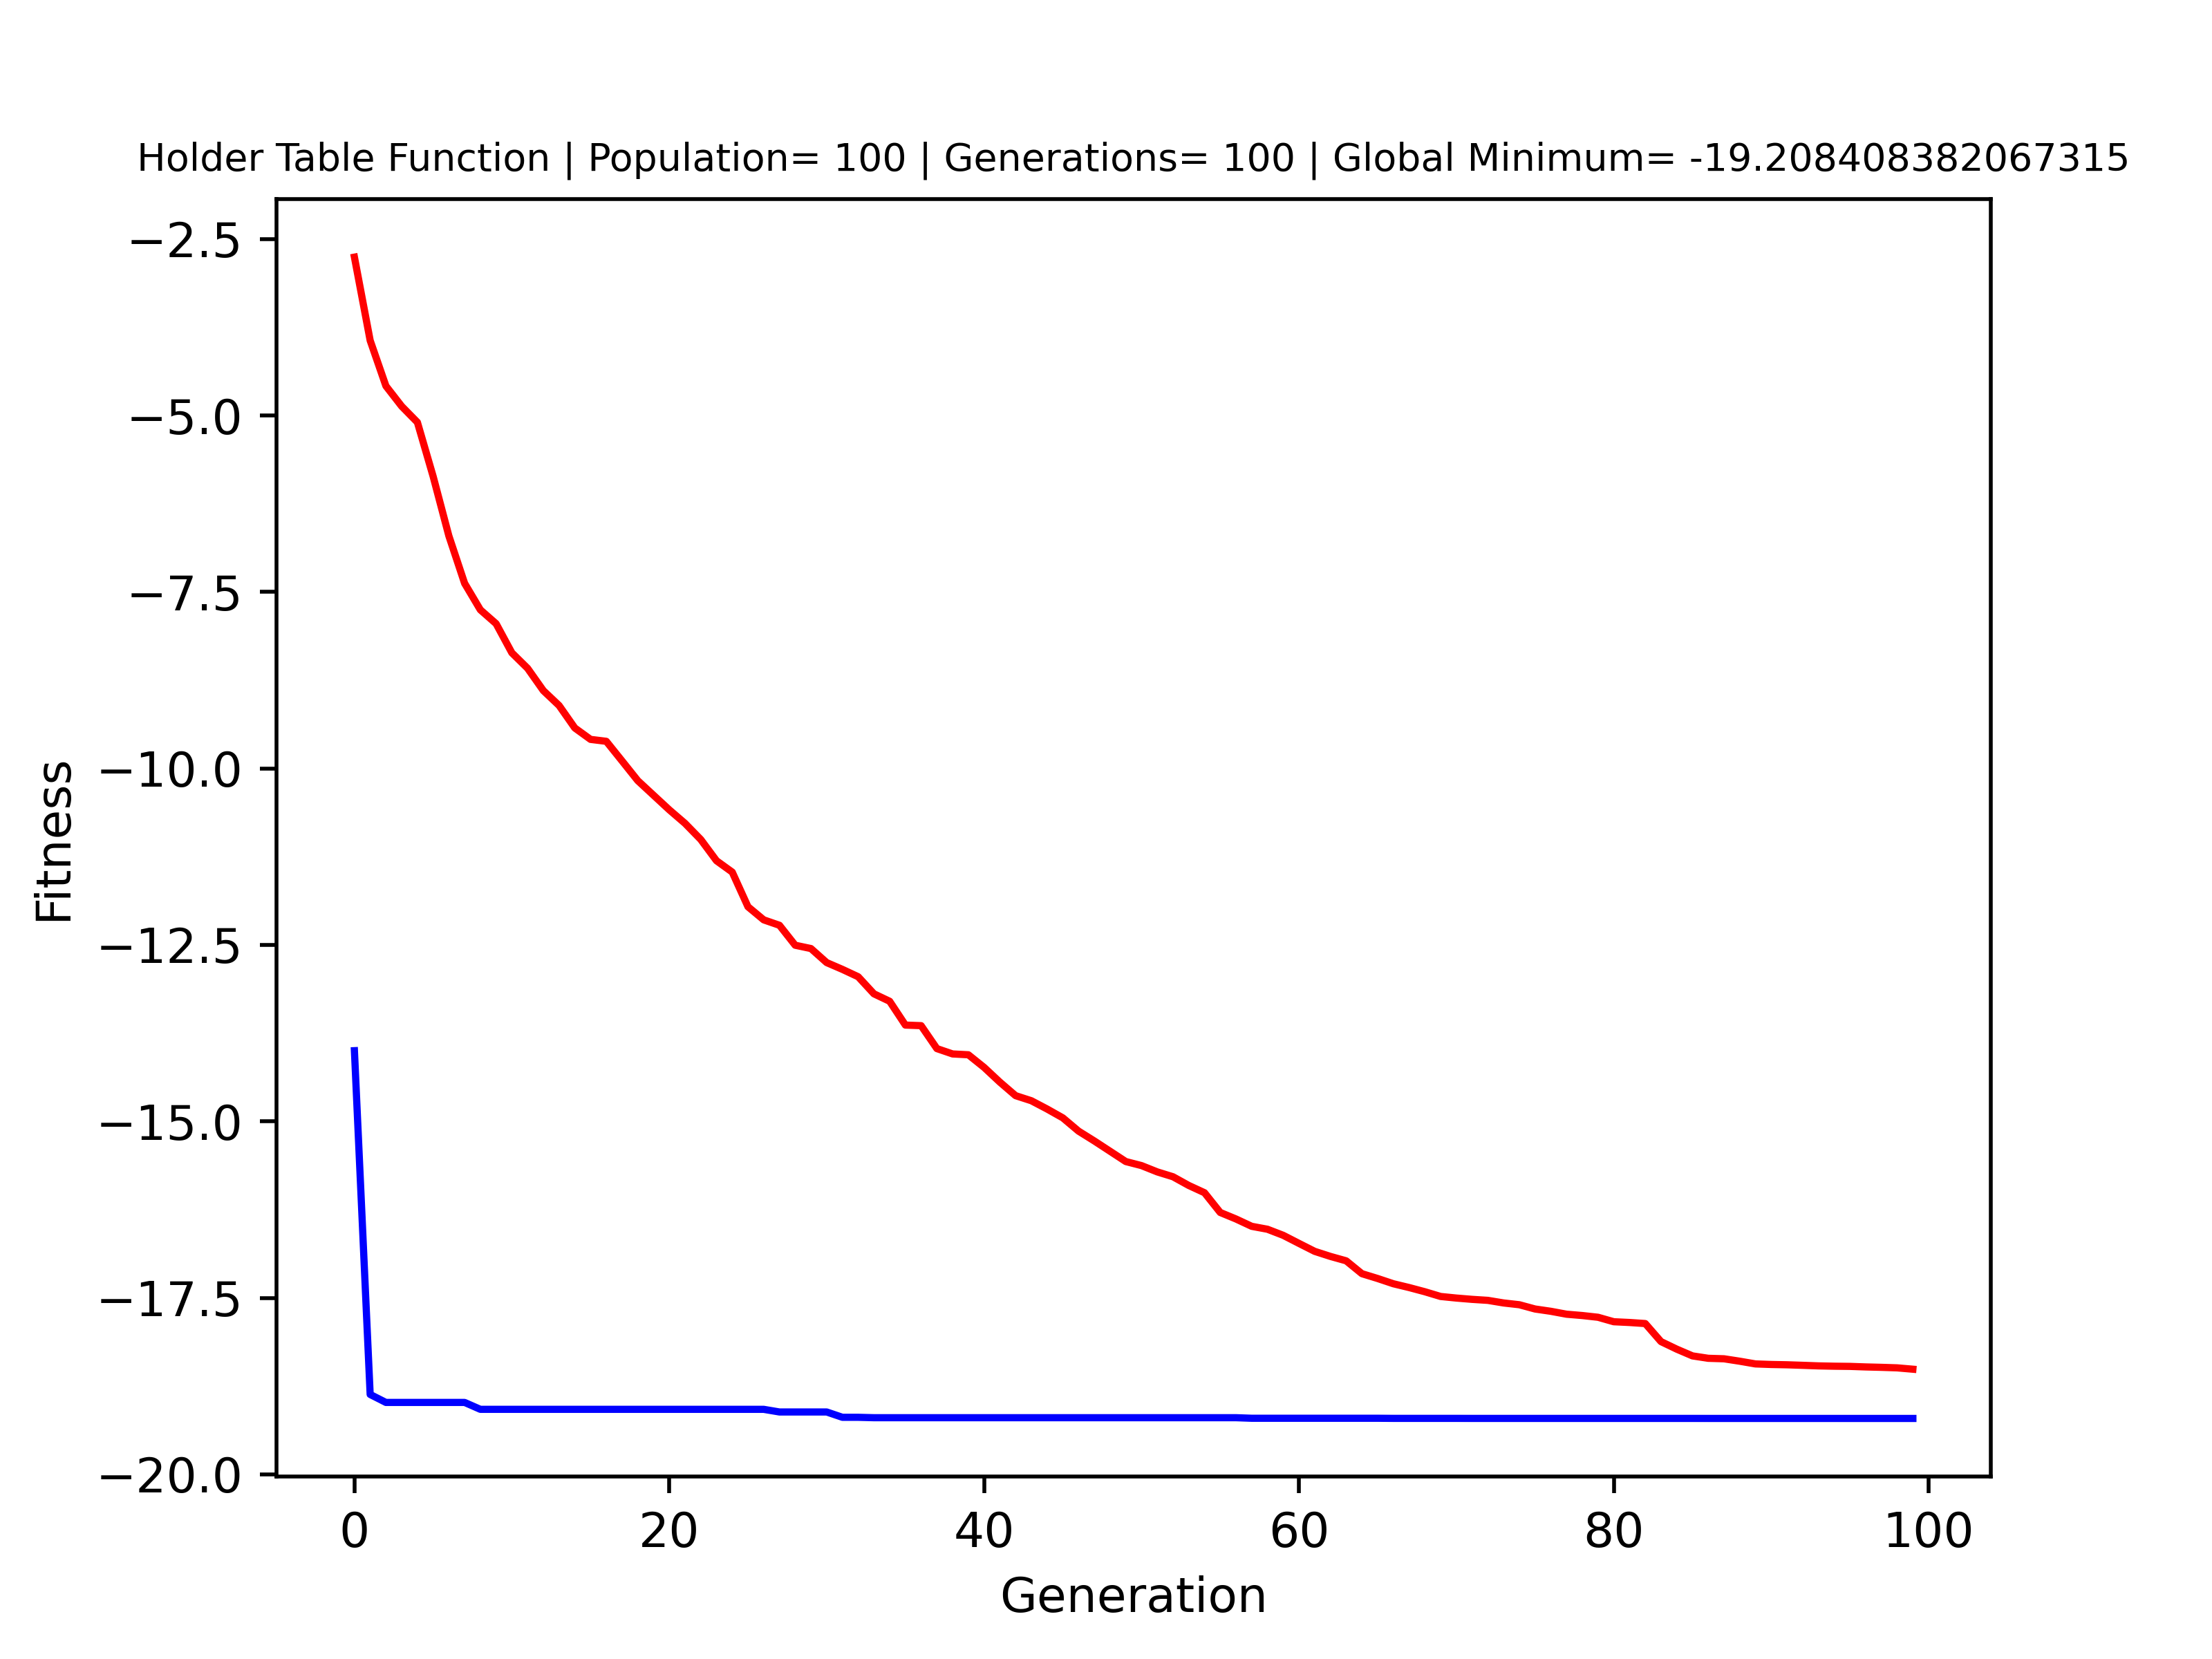 Holder Table Function | Population= 100 | Generations= 100 | Global Minimum= -19.208408382067315
−2.5
−5.0
−7.5
−10.0
−12.5
−15.0
−17.5
−20.0
Fitness
0 20 40 60 80 100
Generation